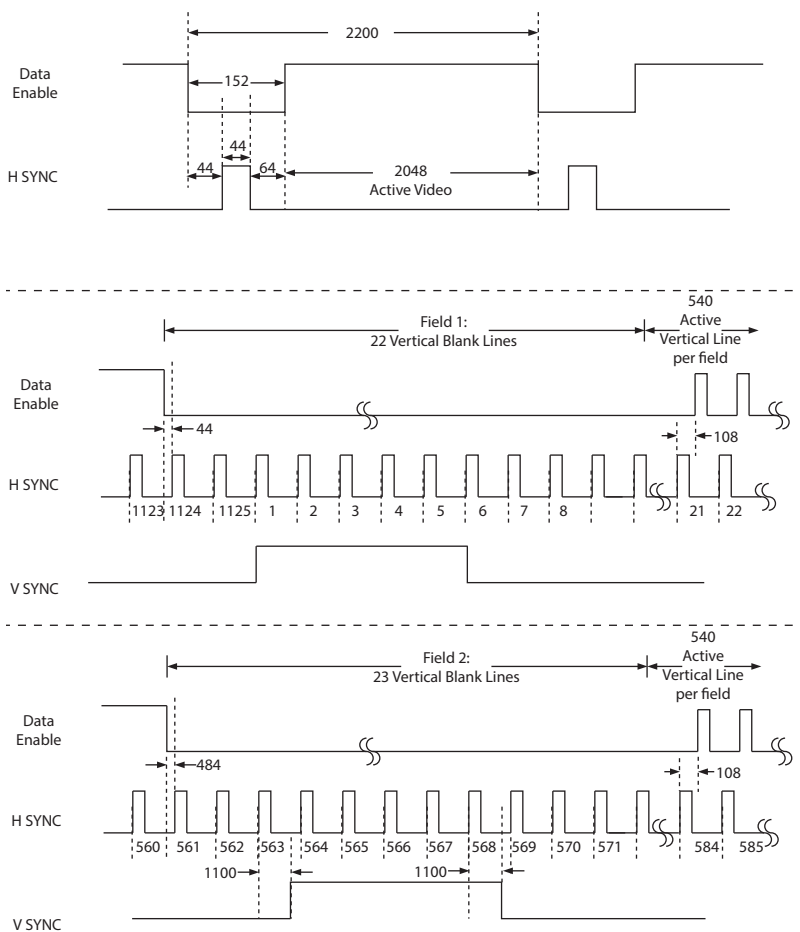 2200
Data
Enable
152
44
44
64
H SYNC
2048
Active Video
540
Active
Vertical Line
per field
Field 1:
22 Vertical Blank Lines
Data
Enable
44
108
H SYNC
1123 1124 1125 1 2 3 4 5 6 7 8 21 22
V SYNC
540
Active
Vertical Line
per field
Field 2:
23 Vertical Blank Lines
Data
Enable
484
108
H SYNC
560 561 562 563 564 565 566 567 568 569 570 571 584 585
1100 1100
V SYNC